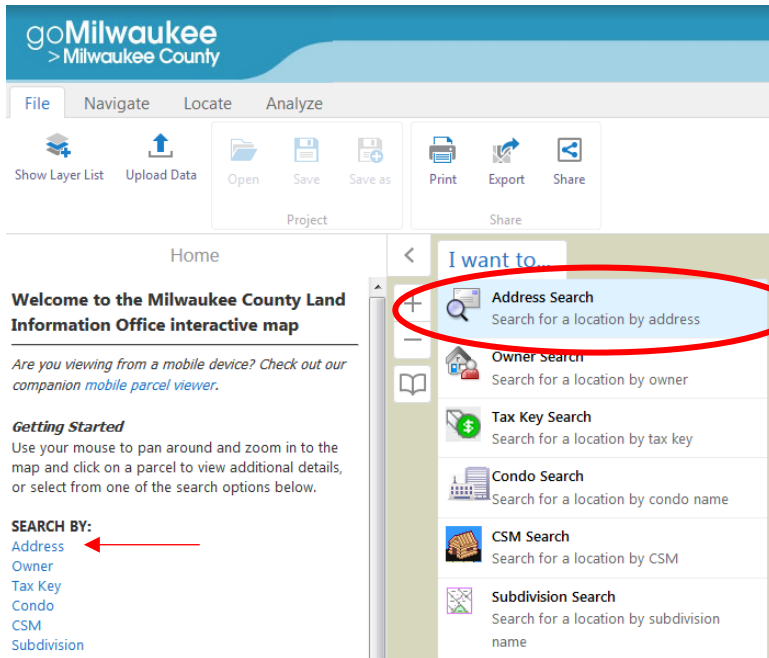 goMilwaukee
> Milwaukee County
File Navigate Locate Analyze
Show Layer List Upload Data Open Save Save as Print Export Share
Project Share
Home
Welcome to the Milwaukee County Land
Information Office interactive map
Are you viewing from a mobile device? Check out our
companion mobile parcel viewer.
Getting Started
Use your mouse to pan around and zoom in to the
map and click on a parcel to view additional details,
or select from one of the search options below.
SEARCH BY:
Address
Owner
Tax Key
Condo
CSM
Subdivision
I want to...
Address Search
Search for a location by address
Owner Search
Search for a location by owner
Tax Key Search
Search for a location by tax key
Condo Search
Search for a location by condo name
CSM Search
Search for a location by CSM
Subdivision Search
Search for a location by subdivision
name